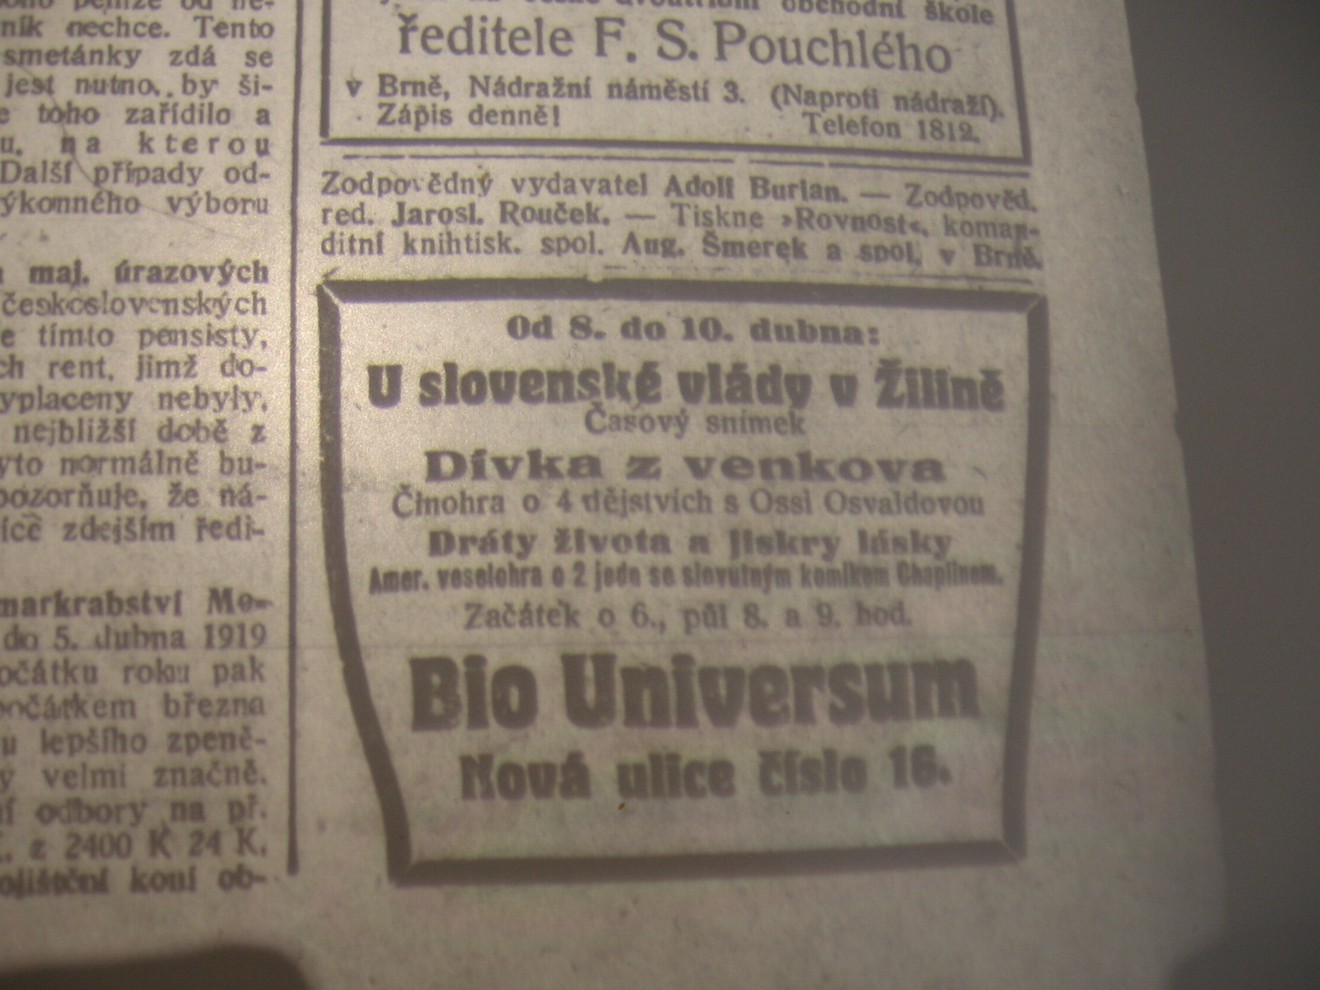 nik nechce. Tento
smetánky zdá se
jest nutno, by ši-
e toho zařídilo a
u, na kterou
Další případy od-
ýkonného výboru
maj. úrazových
československých
e tímto pensisty,
ch rent, jimž do-
yplaceny nebyly,
nejbližší době z
yto normálně bu-
pozorňuje, že ná-
ice zdejším ředi-
markrabství Mo-
do 5. dubna 1919
očátku roku pak
počátkem března
u lepšího zpeně-
y velmi značně.
í odbory na př.
z 2400 K 24 K.
ojištění koní ob-
obchodní škole
ředitele F. S. Pouchlého
v Brně, Nádražní náměstí 3. (Naproti nádraží).
Zápis denně! Telefon 1812.
Zodpovědný vydavatel Adolf Burian. — Zodpověd.
red. Jarosl. Rouček. — Tiskne »Rovnost«, koman-
ditní knihtisk. spol. Aug. Šmerek a spol. v Brně.
Od 8. do 10. dubna:
U slovenské vlády v Žilině
Časový snímek
Dívka z venkova
Činohra o 4 dějstvích s Ossi Osvaldovou
Dráty života a jiskry lásky
Amer. veselohra o 2 jedn. se slovutným komikem Chaplinem.
Začátek o 6., půl 8. a 9. hod.
Bio Universum
Nová ulice číslo 16.